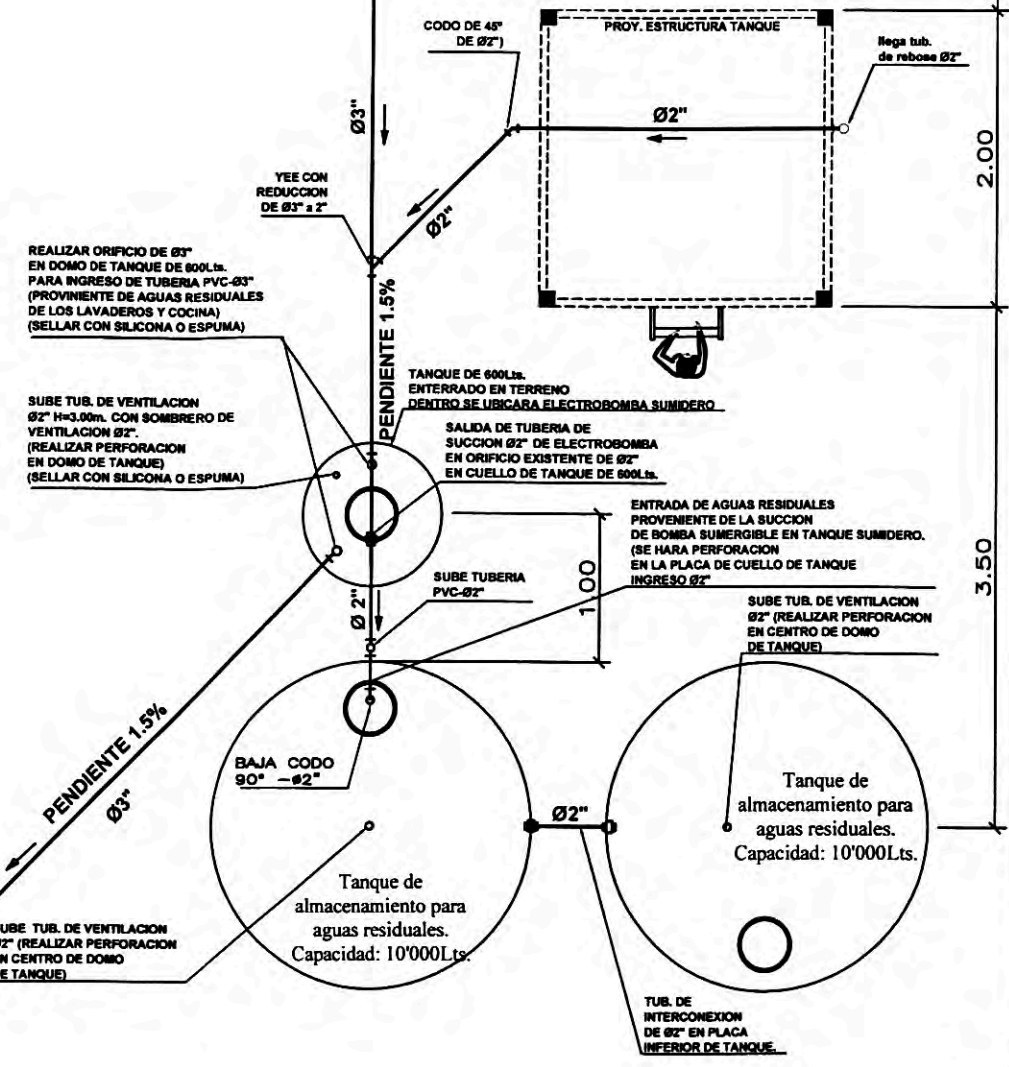 CODO DE 45°
DE Ø2")
PROY. ESTRUCTURA TANQUE
llega tub.
de rebose Ø2"
Ø3"
Ø2"
2.00
YEE CON
REDUCCION
DE Ø3" a 2"
Ø2"
REALIZAR ORIFICIO DE Ø3"
EN DOMO DE TANQUE DE 600Lts.
PARA INGRESO DE TUBERIA PVC-Ø3"
(PROVINIENTE DE AGUAS RESIDUALES
DE LOS LAVADEROS Y COCINA)
(SELLAR CON SILICONA O ESPUMA)
PENDIENTE 1.5%
TANQUE DE 600Lts.
ENTERRADO EN TERRENO
DENTRO SE UBICARA ELECTROBOMBA SUMIDERO
SUBE TUB. DE VENTILACION
Ø2" H=3.00m. CON SOMBRERO DE
VENTILACION Ø2".
(REALIZAR PERFORACION
EN DOMO DE TANQUE)
(SELLAR CON SILICONA O ESPUMA)
SALIDA DE TUBERIA DE
SUCCION Ø2" DE ELECTROBOMBA
EN ORIFICIO EXISTENTE DE Ø2"
EN CUELLO DE TANQUE DE 600Lts.
ENTRADA DE AGUAS RESIDUALES
PROVENIENTE DE LA SUCCION
DE BOMBA SUMERGIBLE EN TANQUE SUMIDERO.
(SE HARA PERFORACION
EN LA PLACA DE CUELLO DE TANQUE
INGRESO Ø2"
3.50
1.00
SUBE TUBERIA
PVC-Ø2"
Ø 2"
SUBE TUB. DE VENTILACION
Ø2" (REALIZAR PERFORACION
EN CENTRO DE DOMO
DE TANQUE)
PENDIENTE 1.5%
Ø3"
BAJA CODO
90° -Ø2"
Ø2"
Tanque de
almacenamiento para
aguas residuales.
Capacidad: 10'000Lts.
Tanque de
almacenamiento para
aguas residuales.
Capacidad: 10'000Lts.
UBE TUB. DE VENTILACION
2" (REALIZAR PERFORACION
N CENTRO DE DOMO
E TANQUE)
TUB. DE
INTERCONEXION
DE Ø2" EN PLACA
INFERIOR DE TANQUE.